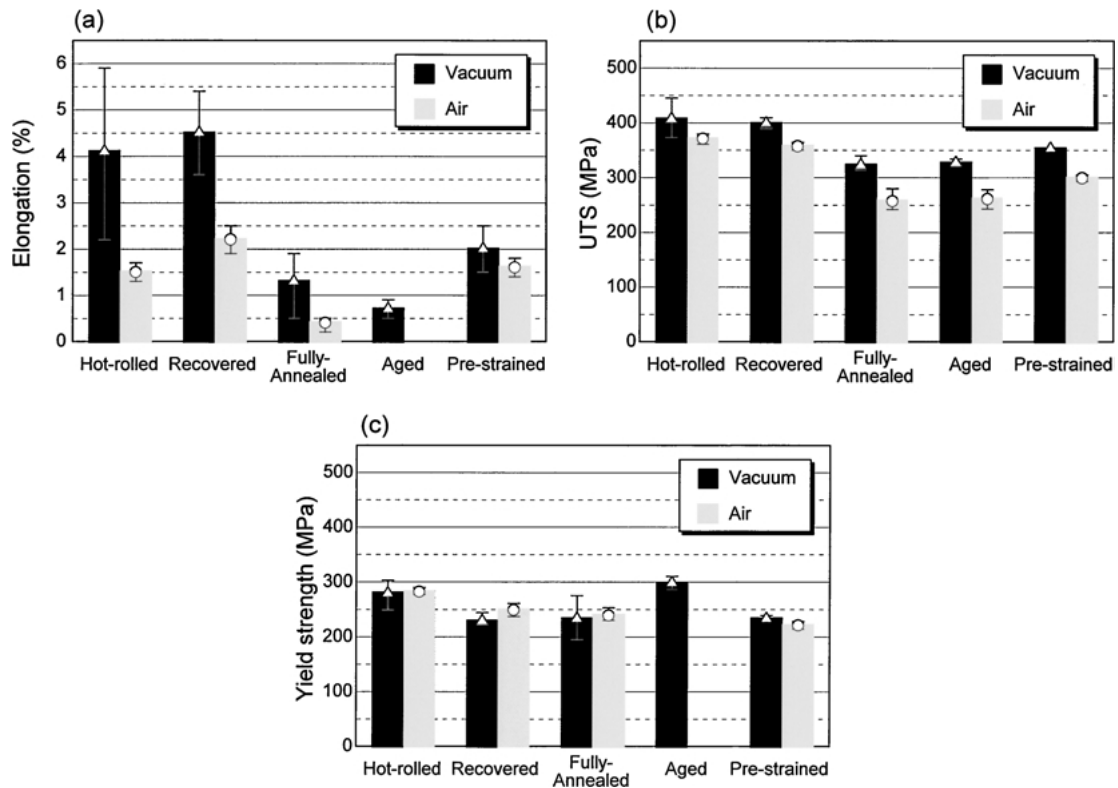 (a)
Elongation (%)
6
5
4
3
2
1
0
Vacuum
Air
Hot-rolled
Recovered
Fully-
Annealed
Aged
Pre-strained
(b)
UTS (MPa)
500
400
300
200
100
0
Vacuum
Air
Hot-rolled
Recovered
Fully-
Annealed
Aged
Pre-strained
(c)
Yield strength (MPa)
500
400
300
200
100
0
Vacuum
Air
Hot-rolled
Recovered
Fully-
Annealed
Aged
Pre-strained